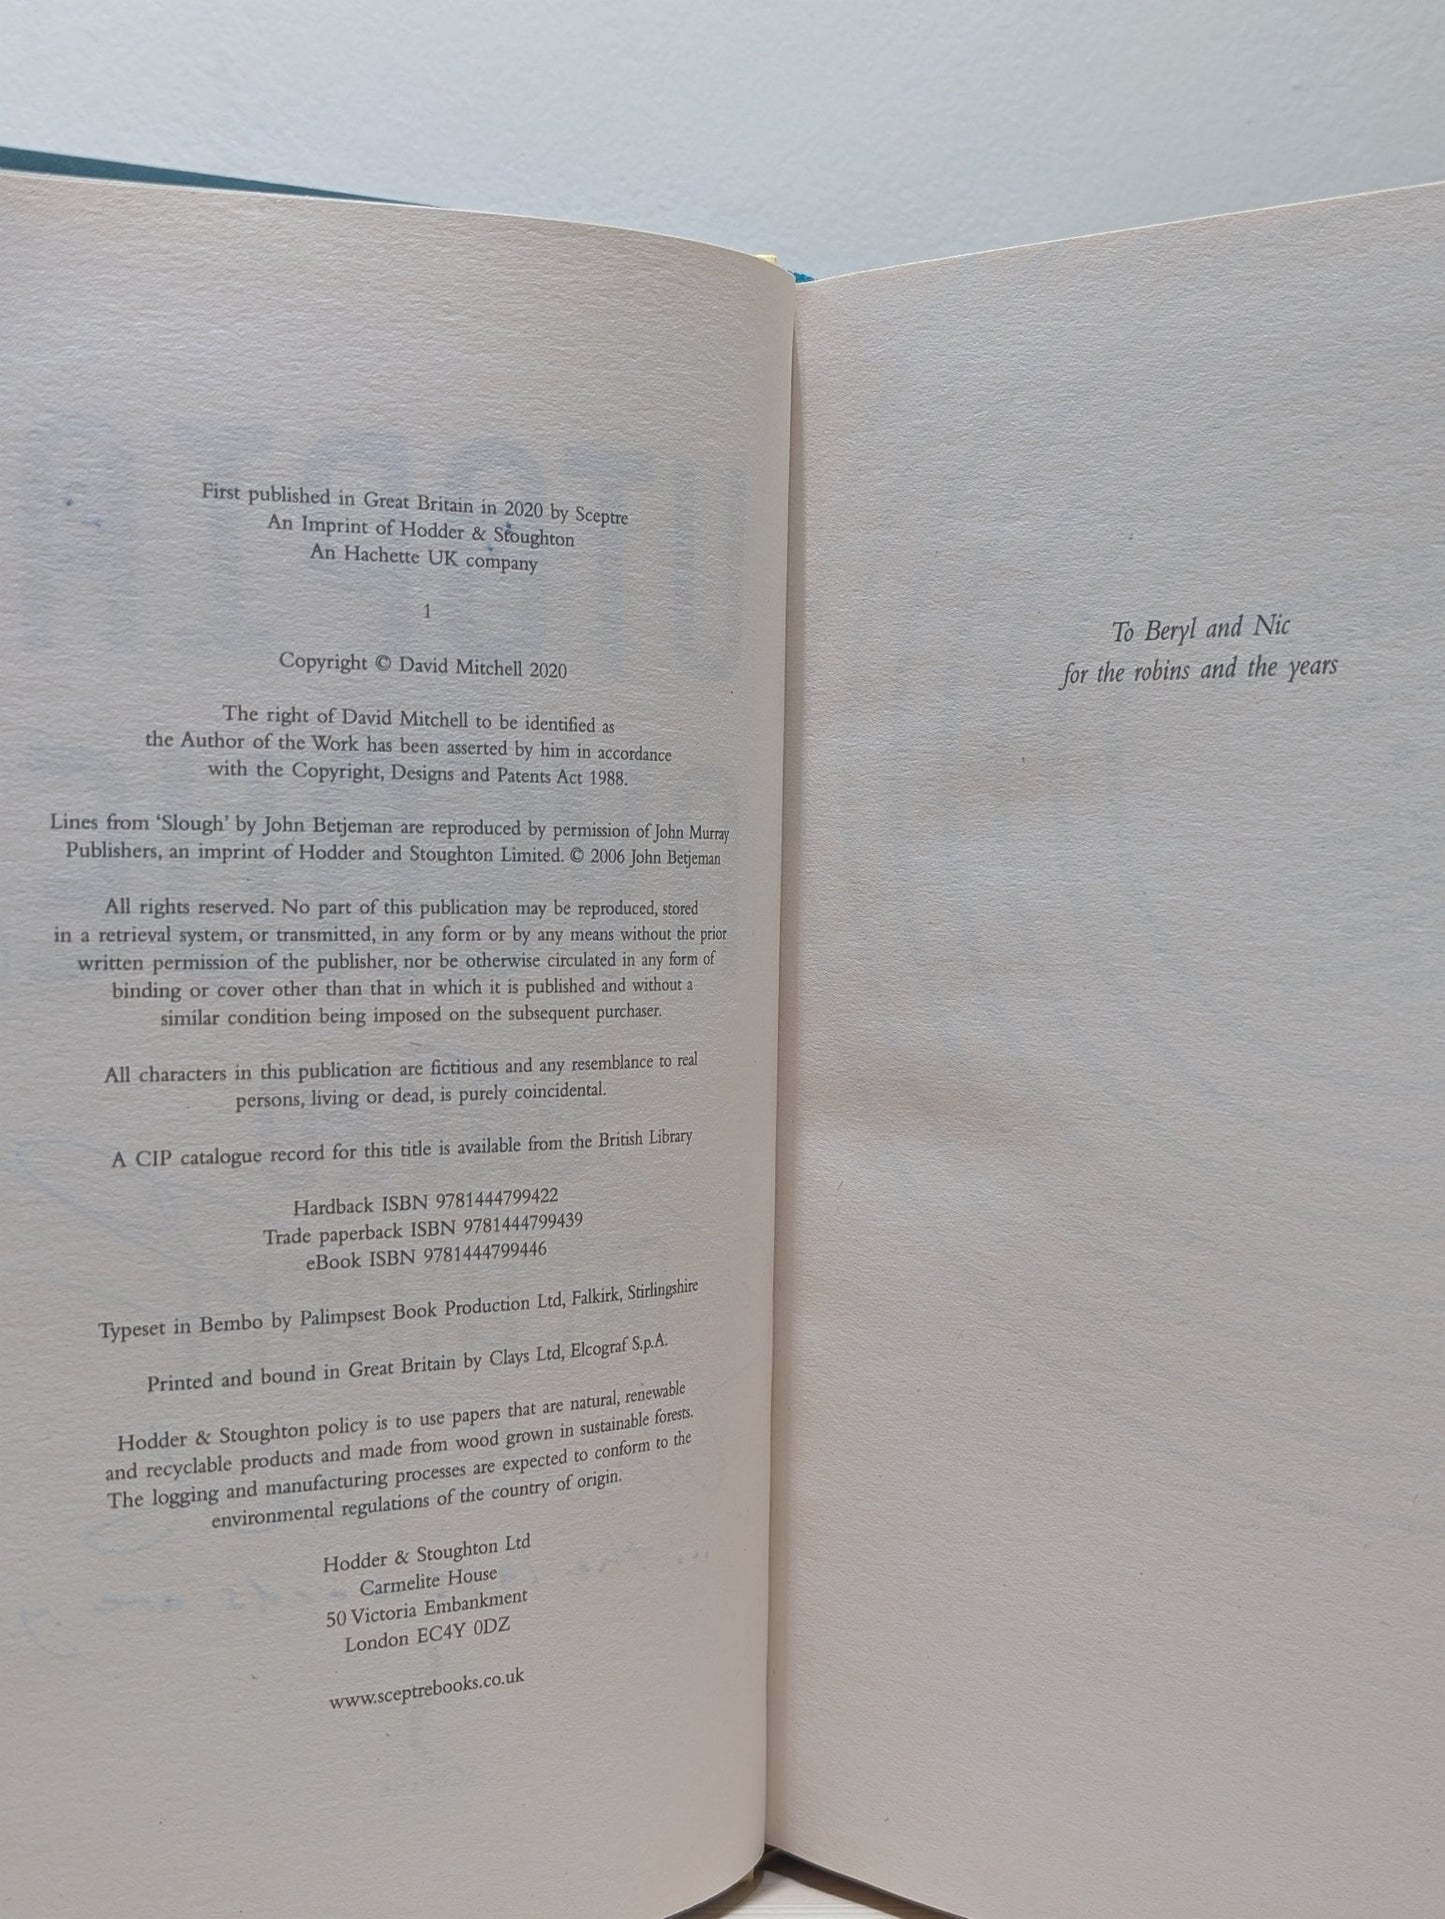 First published in Great Britain in 2020 by Sceptre
An Imprint of Hodder & Stoughton
An Hachette UK company
1
Copyright © David Mitchell 2020
The right of David Mitchell to be identified as
the Author of the Work has been asserted by him in accordance
with the Copyright, Designs and Patents Act 1988.
Lines from ‘Slough’ by John Betjeman are reproduced by permission of John Murray
Publishers, an imprint of Hodder and Stoughton Limited. © 2006 John Betjeman
All rights reserved. No part of this publication may be reproduced, stored
in a retrieval system, or transmitted, in any form or by any means without the prior
written permission of the publisher, nor be otherwise circulated in any form of
binding or cover other than that in which it is published and without a
similar condition being imposed on the subsequent purchaser.
All characters in this publication are fictitious and any resemblance to real
persons, living or dead, is purely coincidental.
A CIP catalogue record for this title is available from the British Library
Hardback ISBN 9781444799422
Trade paperback ISBN 9781444799439
eBook ISBN 9781444799446
Typeset in Bembo by Palimpsest Book Production Ltd, Falkirk, Stirlingshire
Printed and bound in Great Britain by Clays Ltd, Elcograf S.p.A.
Hodder & Stoughton policy is to use papers that are natural, renewable
and recyclable products and made from wood grown in sustainable forests.
The logging and manufacturing processes are expected to conform to the
environmental regulations of the country of origin.
Hodder & Stoughton Ltd
Carmelite House
50 Victoria Embankment
London EC4Y 0DZ
www.sceptrebooks.co.uk
To Beryl and Nic
for the robins and the years